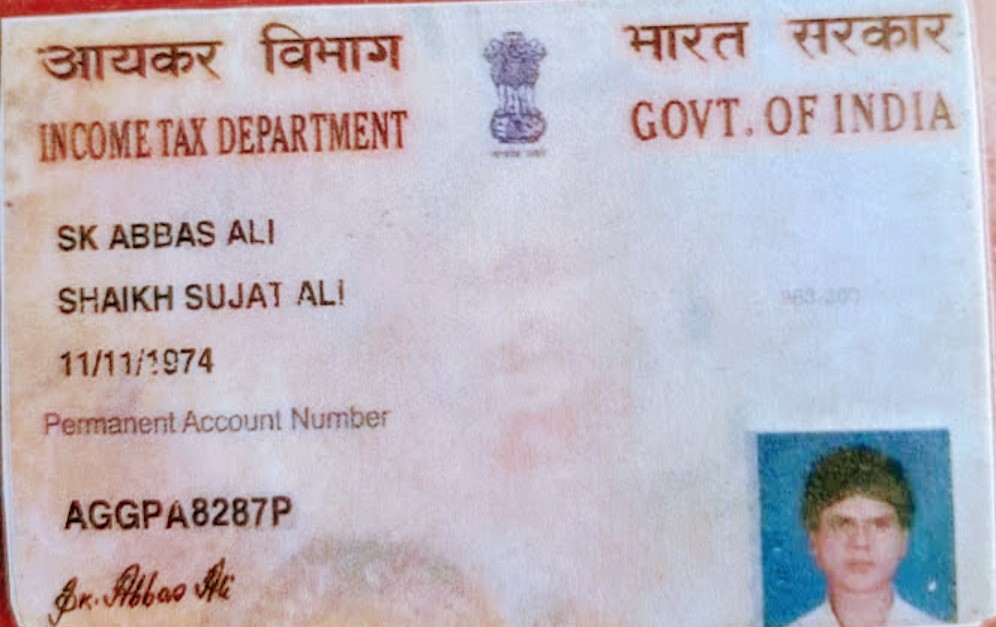 आयकर विभाग
भारत सरकार
INCOME TAX DEPARTMENT
GOVT. OF INDIA
SK ABBAS ALI
SHAIKH SUJAT ALI
11/11/1974
Permanent Account Number
AGGPA8287P
Sk. Abbas Ali